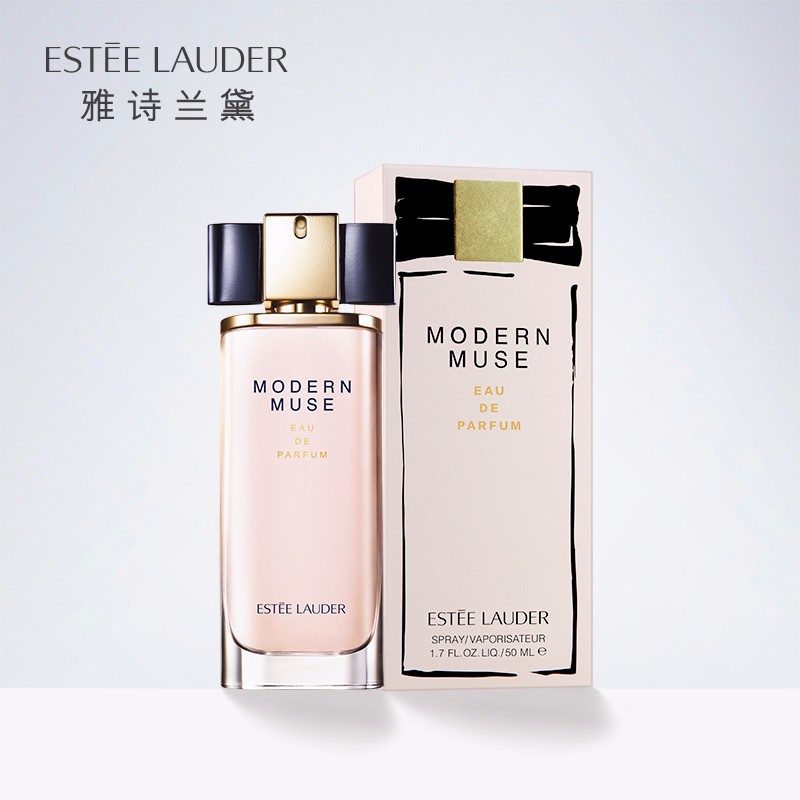 ESTĒE LAUDER
雅诗兰黛
MODERN
MUSE
EAU
DE
PARFUM
ESTĒE LAUDER
MODERN
MUSE
EAU
DE
PARFUM
ESTĒE LAUDER
SPRAY/VAPORISATEUR
1.7 FL.OZ.LIQ./50 ML ℮